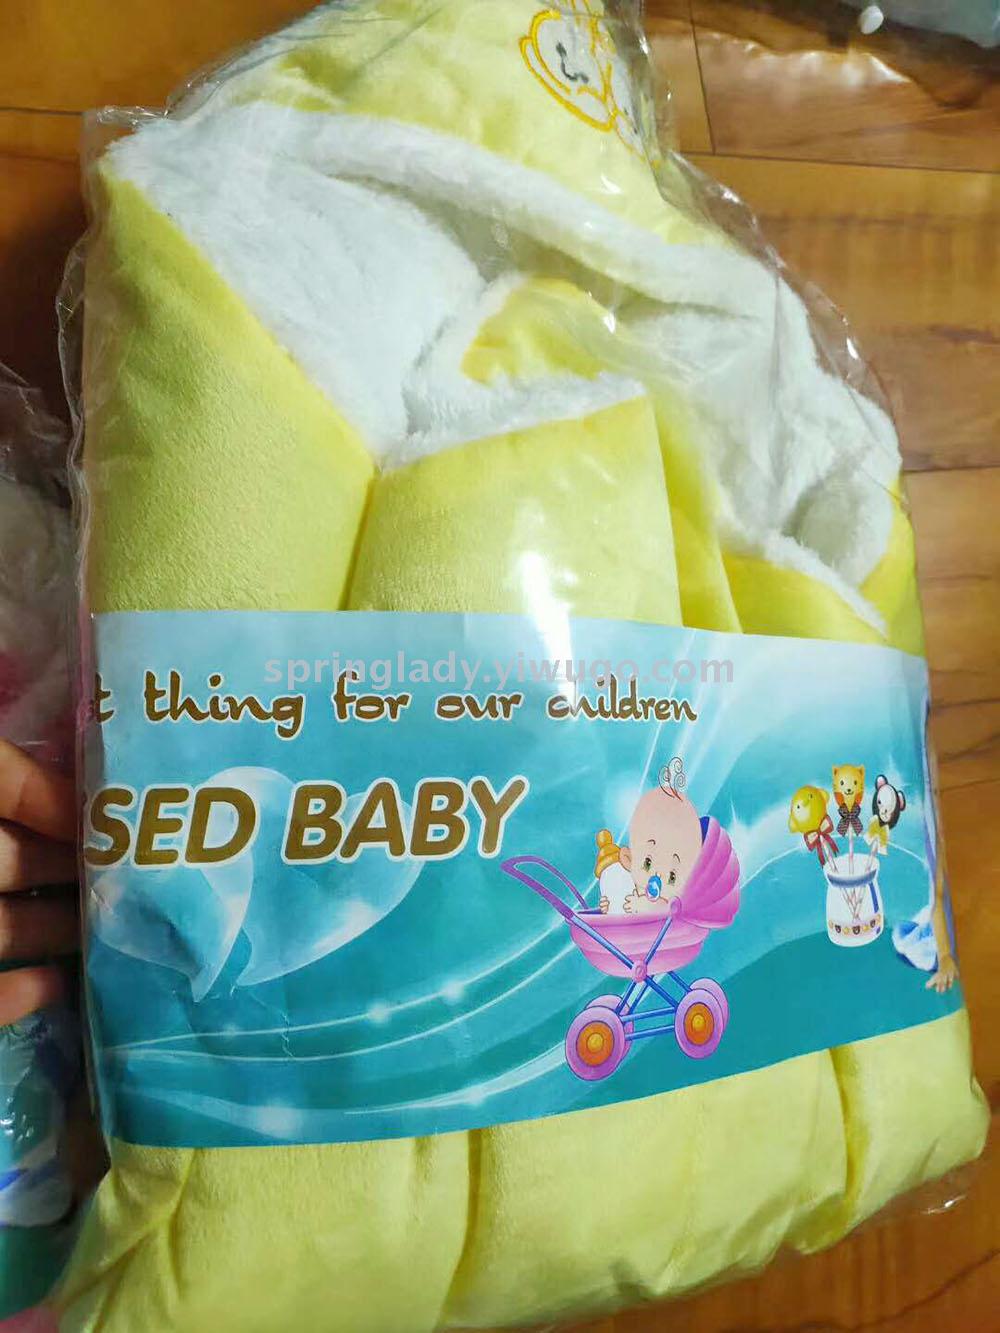 springlady.yiwugo.com
thing for our children
SED BABY